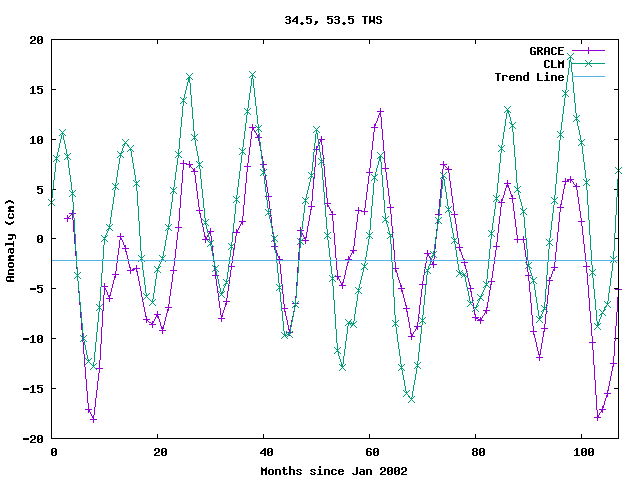 34.5, 53.5 TWS
GRACE
CLM
Trend Line
20
15
10
5
0
-5
-10
-15
-20
Anomaly (cm)
0 20 40 60 80 100
Months since Jan 2002